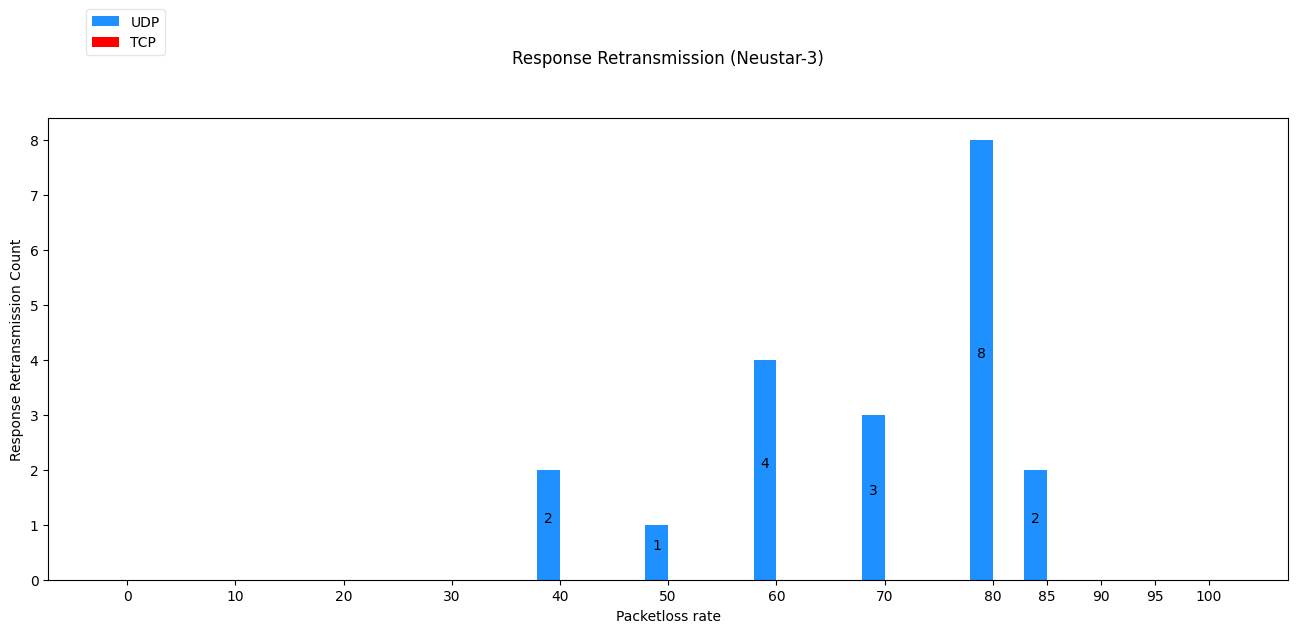 UDP
TCP
Response Retransmission (Neustar-3)
Response Retransmission Count
8
7
6
5
4
3
2
1
0
2
1
4
3
8
2
0 10 20 30 40 50 60 70 80 85 90 95 100
Packetloss rate